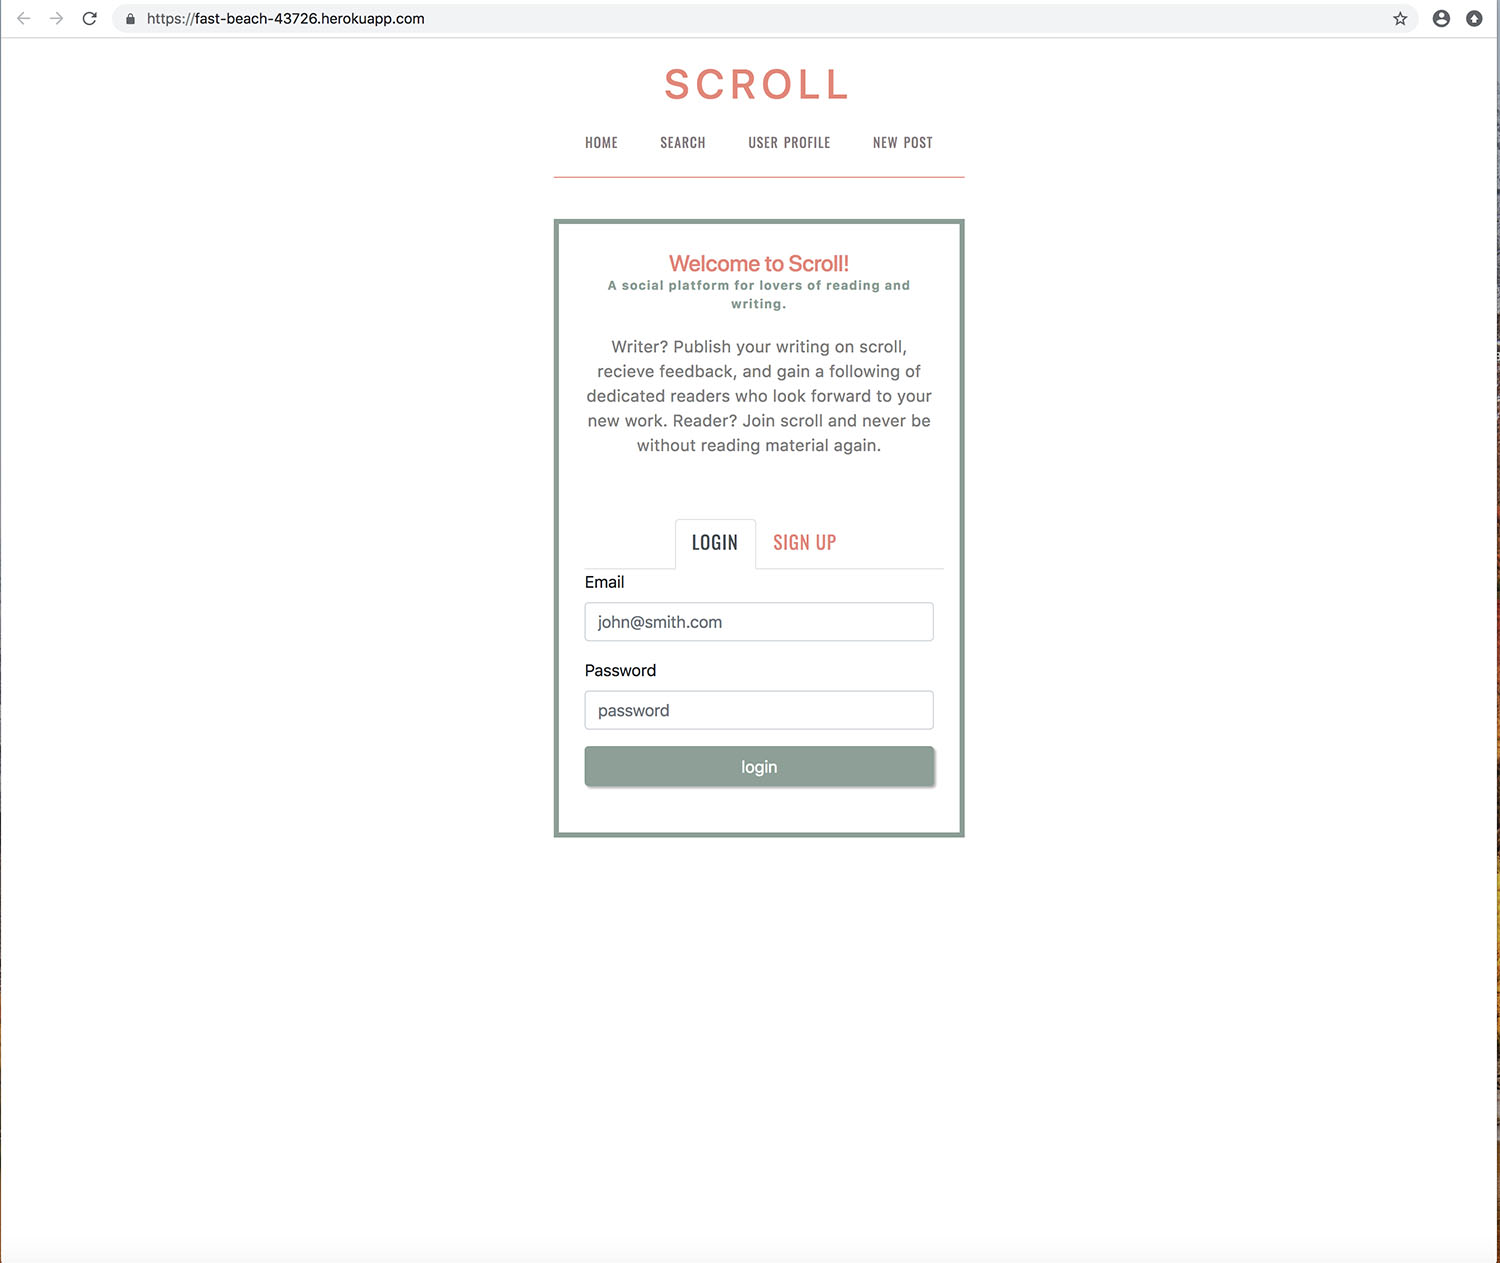 https://fast-beach-43726.herokuapp.com
SCROLL
HOME SEARCH USER PROFILE NEW POST
Welcome to Scroll!
A social platform for lovers of reading and
writing.
Writer? Publish your writing on scroll,
recieve feedback, and gain a following of
dedicated readers who look forward to your
new work. Reader? Join scroll and never be
without reading material again.
LOGIN SIGN UP
Email
john@smith.com
Password
password
login